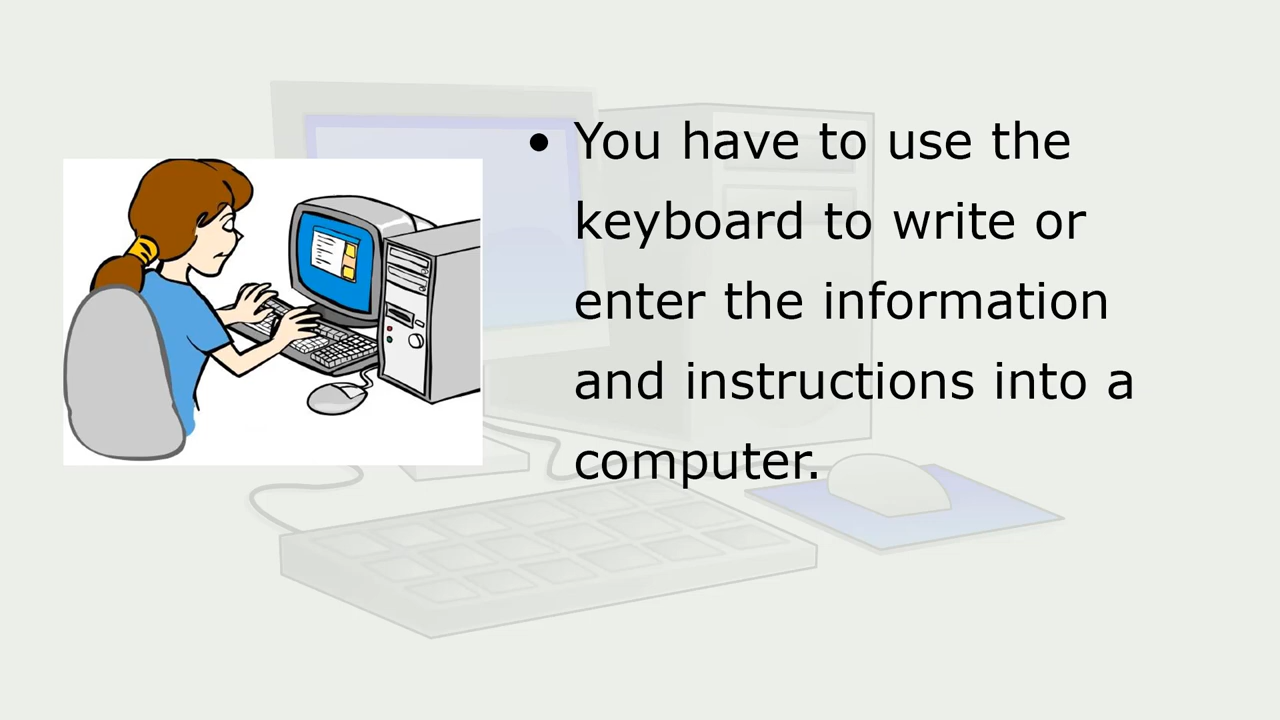 • You have to use the
keyboard to write or
enter the information
and instructions into a
computer.